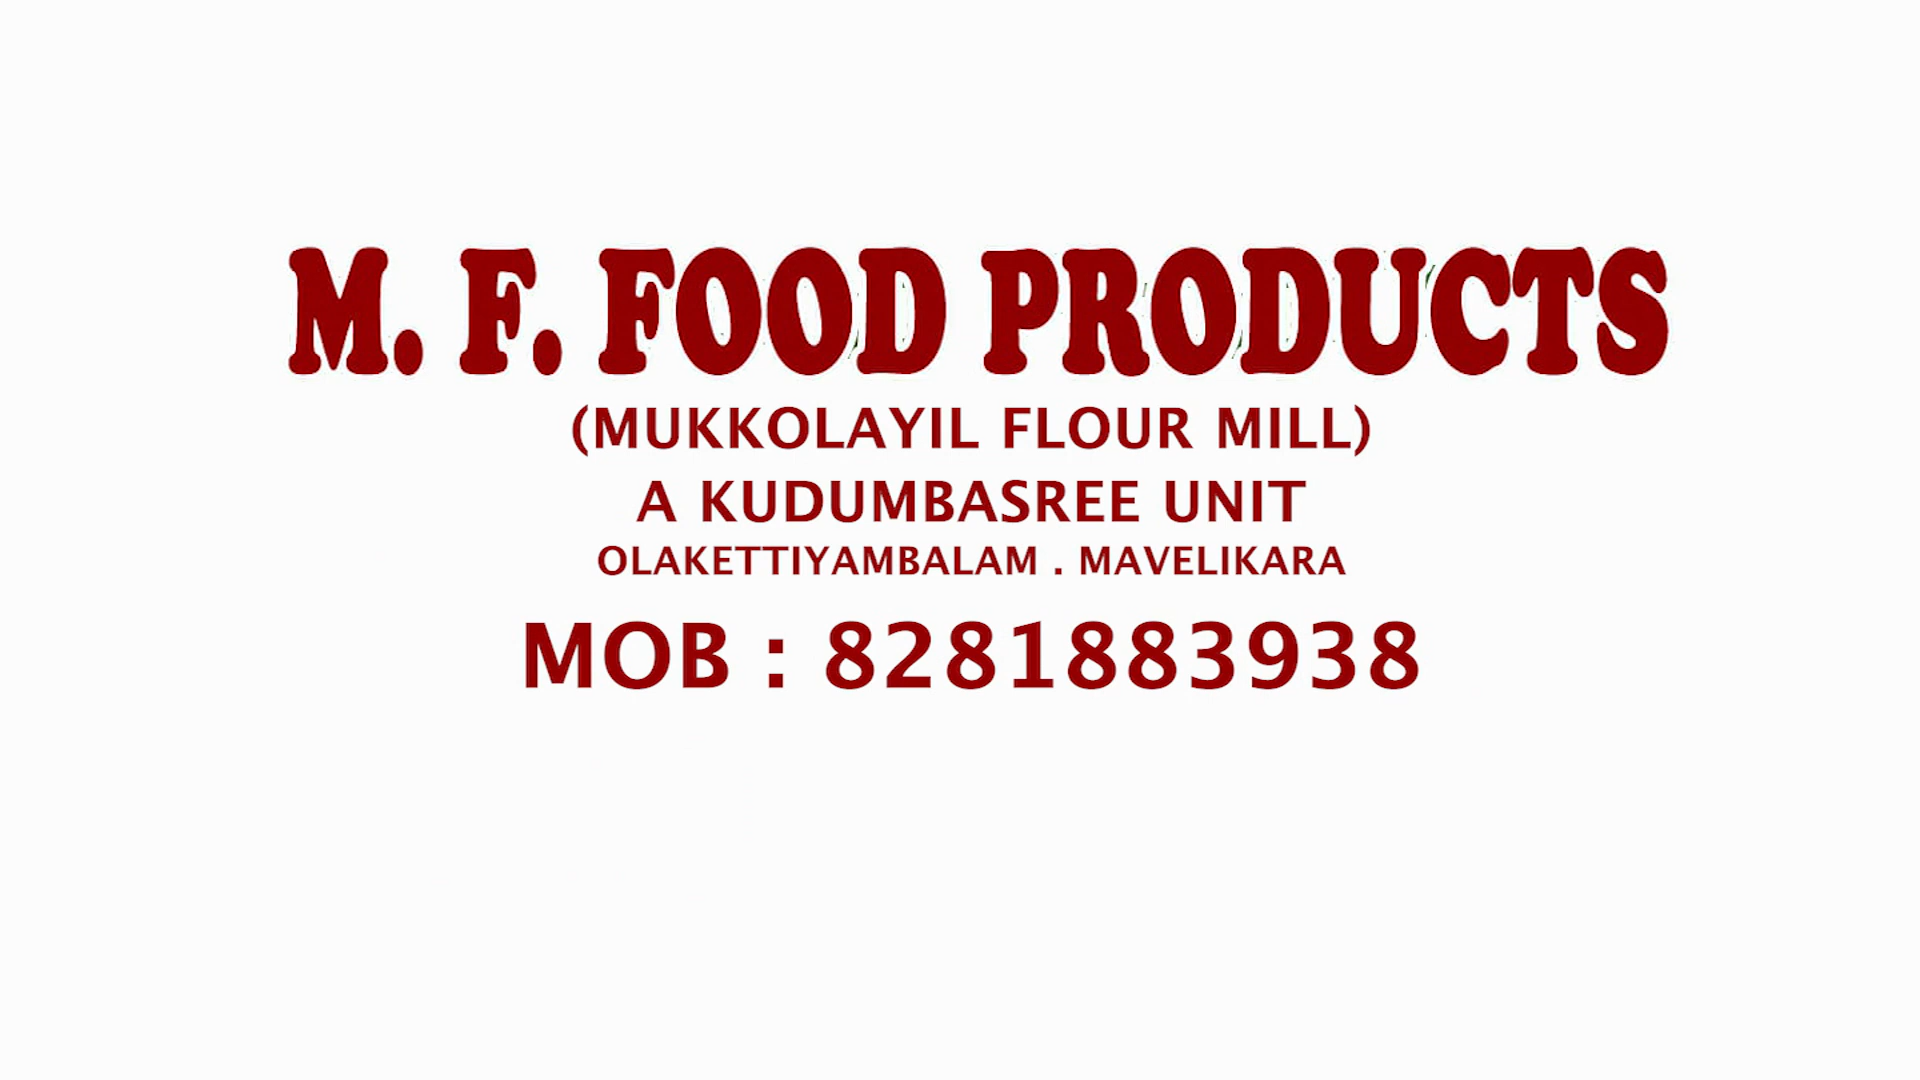 M. F. FOOD PRODUCTS
(MUKKOLAYIL FLOUR MILL)
A KUDUMBASREE UNIT
OLAKETTIYAMBALAM . MAVELIKARA
MOB : 8281883938